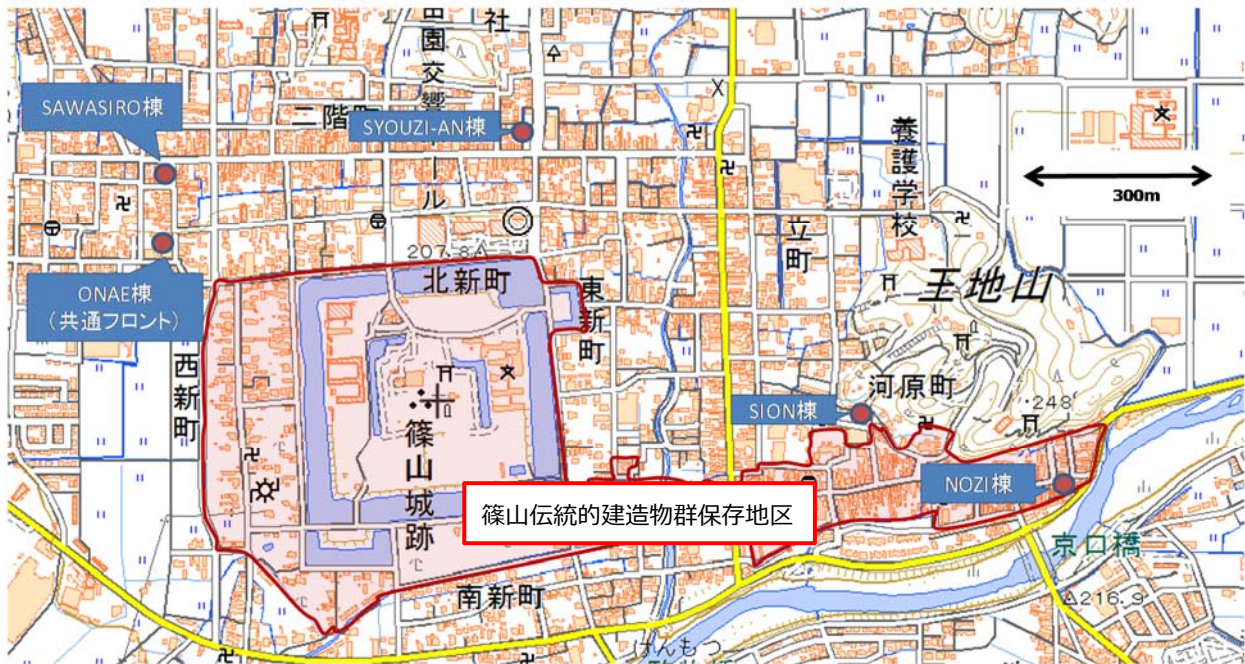 社
田園交響ホール
SAWASIRO棟
二階町
SYOUZI-AN棟
養護学校
300m
立町
207.8
北新町
王地山
ONAE棟
(共通フロント)
東新町
西新町
河原町
SION棟
248
篠山城跡
NOZI棟
篠山伝統的建造物群保存地区
京口橋
南新町
216.9
げんもつ